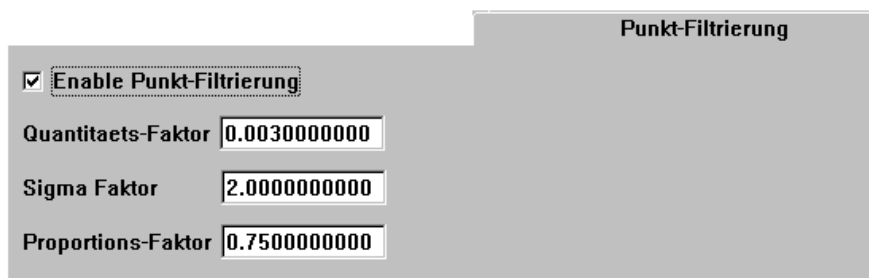 Punkt-Filtrierung
Enable Punkt-Filtrierung
Quantitaets-Faktor 0.0030000000
Sigma Faktor 2.0000000000
Proportions-Faktor 0.7500000000